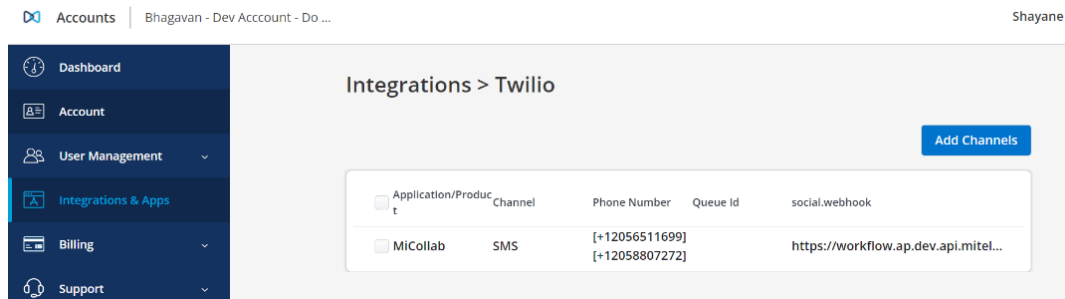 Accounts Bhagavan - Dev Acccount - Do ... Shayane
Dashboard
Account
User Management
Integrations & Apps
Billing
Support
Integrations > Twilio
Add Channels
Application/Produc
t
Channel Phone Number Queue Id social.webhook
MiCollab SMS [+12056511699] https://workflow.ap.dev.api.mitel...
[+12058807272]